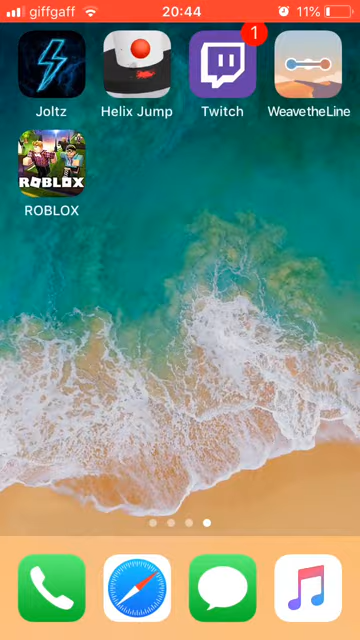 giffgaff 20:44 11%
1
Joltz Helix Jump Twitch WeavetheLine
ROBLOX
ROBLOX